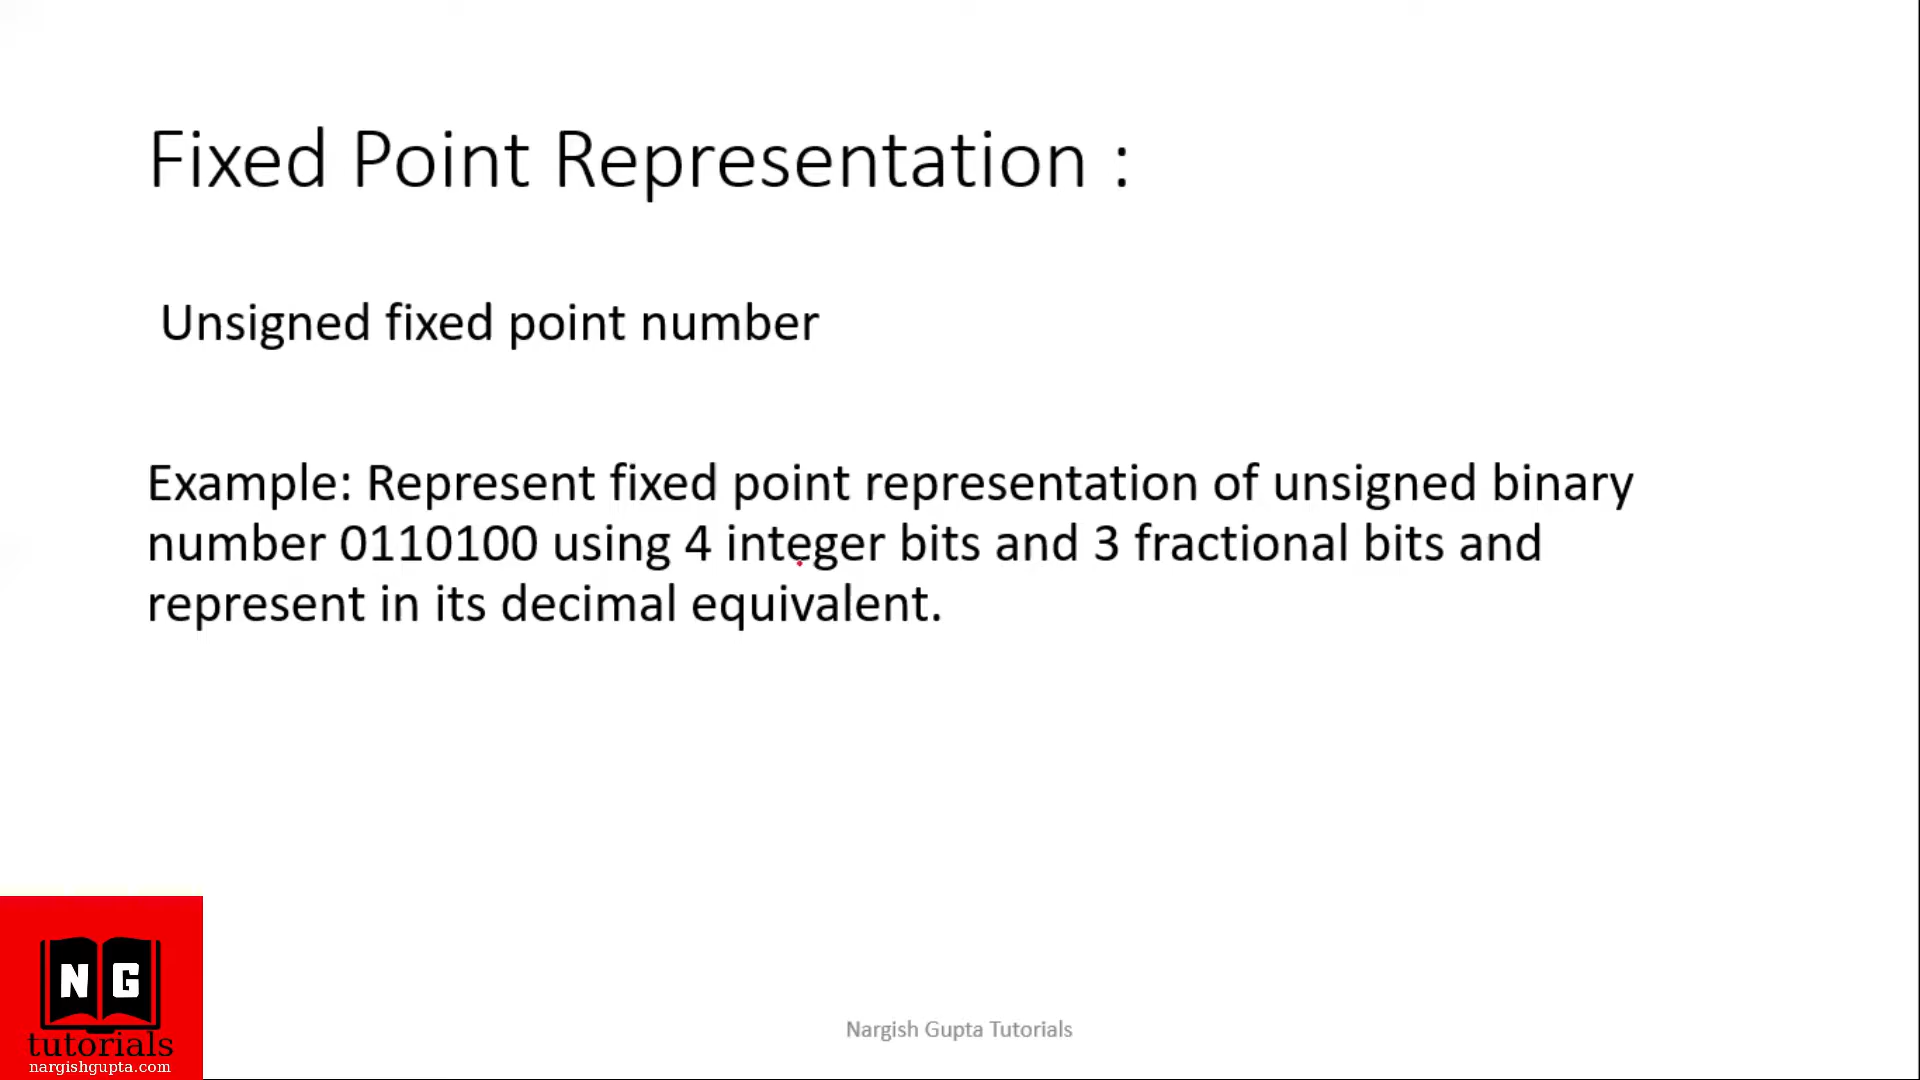 Fixed Point Representation :
Unsigned fixed point number
Example: Represent fixed point representation of unsigned binary
number 0110100 using 4 integer bits and 3 fractional bits and
represent in its decimal equivalent.
NG
tutorials
nargishgupta.com
Nargish Gupta Tutorials